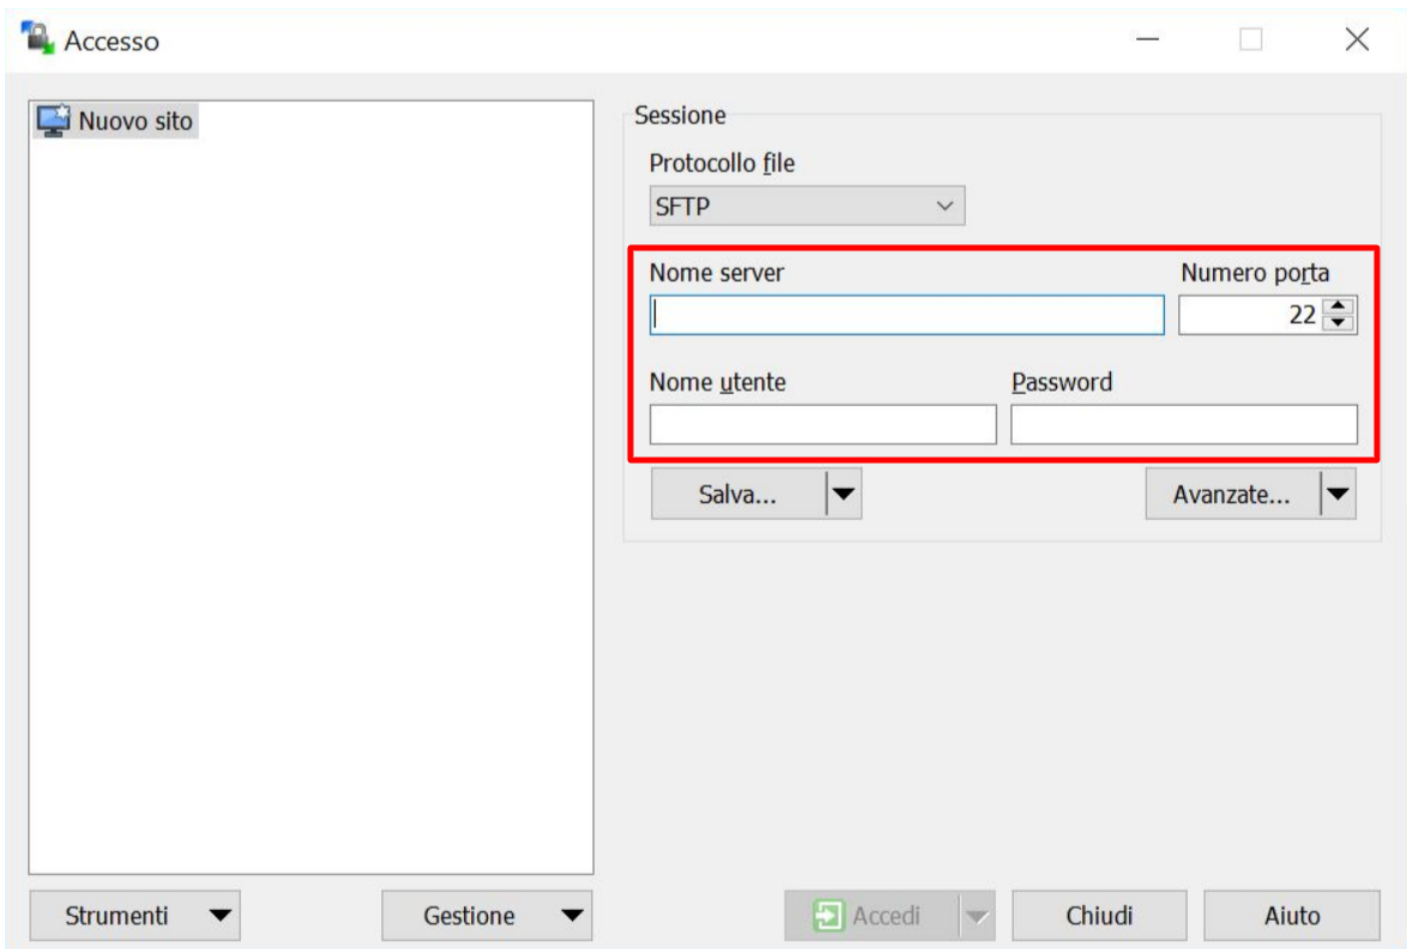 Accesso
Nuovo sito
Sessione
Protocollo file
SFTP
Nome server Numero porta
22
Nome utente Password
Salva... Avanzate...
Strumenti Gestione Accedi Chiudi Aiuto